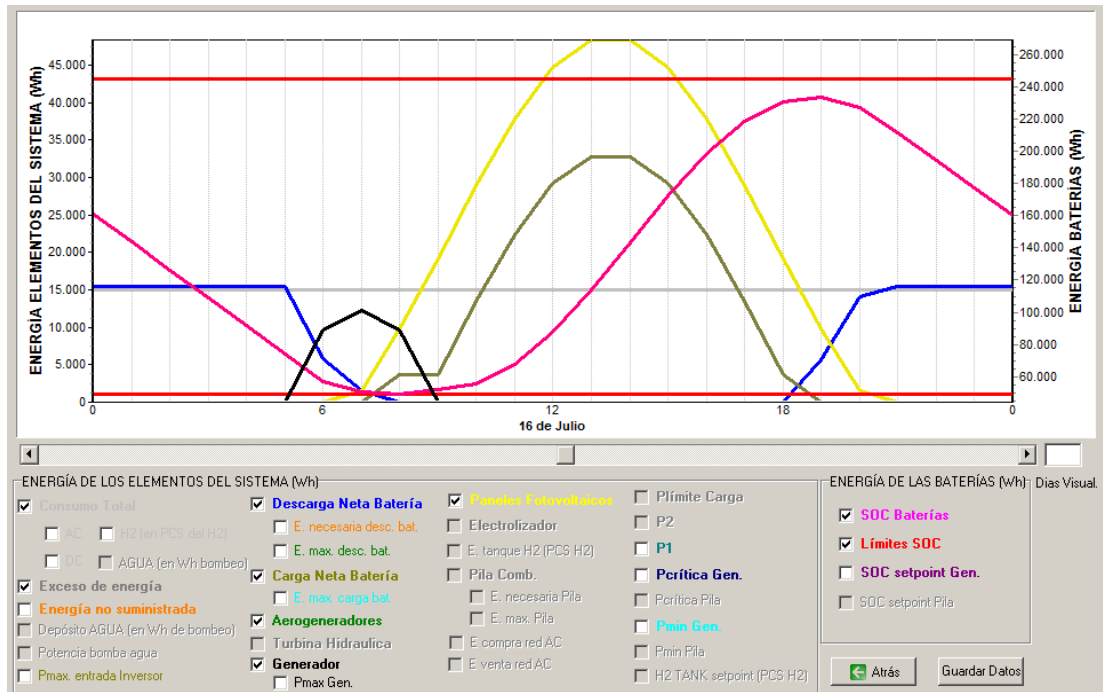 ENERGÍA ELEMENTOS DEL SISTEMA (Wh)
45.000
40.000
35.000
30.000
25.000
20.000
15.000
10.000
5.000
0
260.000
240.000
220.000
200.000
180.000
160.000
140.000
120.000
100.000
80.000
60.000
ENERGÍA BATERÍAS (Wh)
0
6
12
18
0
16 de Julio
ENERGÍA DE LOS ELEMENTOS DEL SISTEMA (Wh)
Consumo Total
AC
H2 (en PCS del H2)
DC
AGUA (en Wh bombeo)
Exceso de energía
Energía no suministrada
Depósito AGUA (en Wh de bombeo)
Potencia bomba agua
Pmax. entrada Inversor
Descarga Neta Batería
E. necesaria desc. bat.
E. max. desc. bat.
Carga Neta Batería
E. max. carga bat.
Aerogeneradores
Turbina Hidraulica
Generador
Pmax Gen.
Paneles Fotovoltaicos
Electrolizador
E. tanque H2 (PCS H2)
Pila Comb.
E. necesaria Pila
E. max. Pila
E compra red AC
E venta red AC
Plímite Carga
P2
P1
Pcrítica Gen.
Pcrítica Pila
Pmin Gen.
Pmin Pila
H2 TANK setpoint (PCS H2)
ENERGÍA DE LAS BATERÍAS (Wh)
Dias Visual.
SOC Baterías
Límites SOC
SOC setpoint Gen.
SOC setpoint Pila
Atrás
Guardar Datos